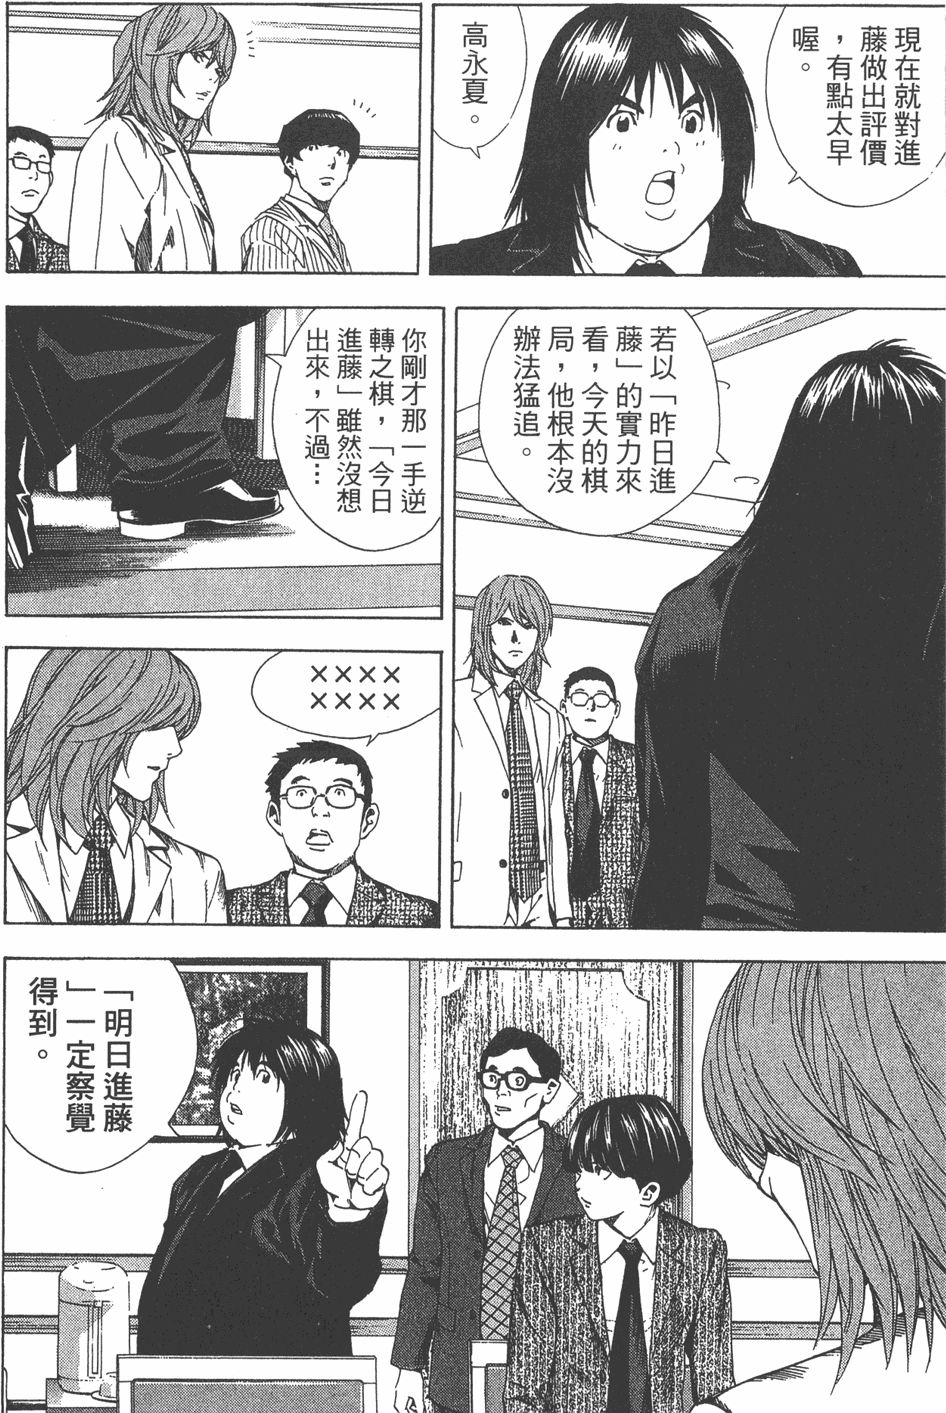 現在就對進
藤做出評價
，有點太早
喔。
高永夏。
若以「昨日進
藤」的實力來
看，今天的棋
局，他根本沒
辦法猛追。
你剛才那一手逆
轉之棋，「今日
進藤」雖然沒想
出來，不過…
××××
××××
「明日進藤
」一定察覺
得到。